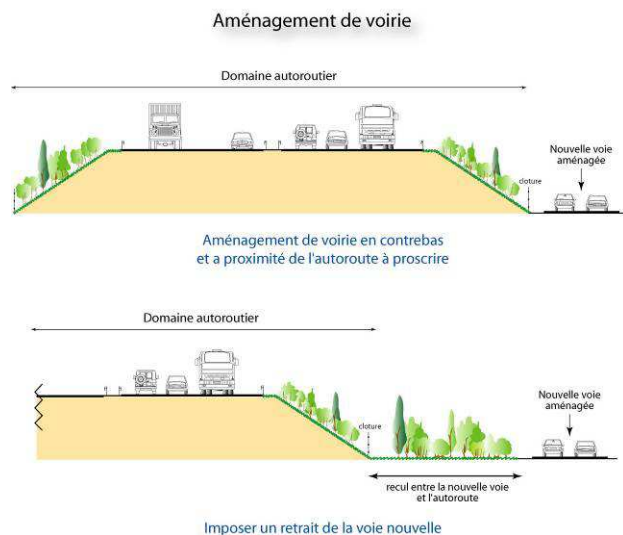 Aménagement de voirie
Domaine autoroutier
Nouvelle voie
aménagée
cloture
Aménagement de voirie en contrebas
et a proximité de l'autoroute à proscrire
Domaine autoroutier
Nouvelle voie
aménagée
cloture
recul entre la nouvelle voie
et l'autoroute
Imposer un retrait de la voie nouvelle